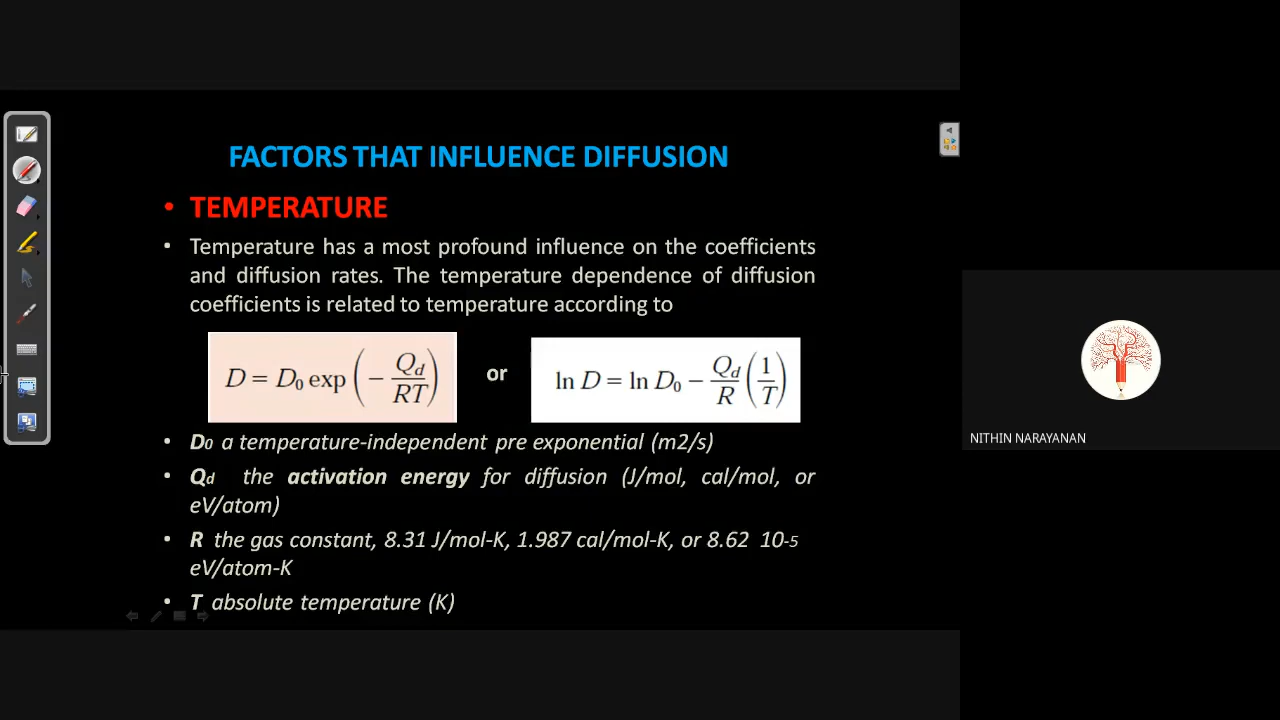 FACTORS THAT INFLUENCE DIFFUSION
• TEMPERATURE
• Temperature has a most profound influence on the coefficients
and diffusion rates. The temperature dependence of diffusion
coefficients is related to temperature according to
D = D₀ exp (− Q_d / RT) or ln D = ln D₀ − Q_d / R (1 / T)
• D₀ a temperature-independent pre exponential (m2/s)
• Qd the activation energy for diffusion (J/mol, cal/mol, or
eV/atom)
• R the gas constant, 8.31 J/mol-K, 1.987 cal/mol-K, or 8.62 10-5
eV/atom-K
• T absolute temperature (K)
NITHIN NARAYANAN